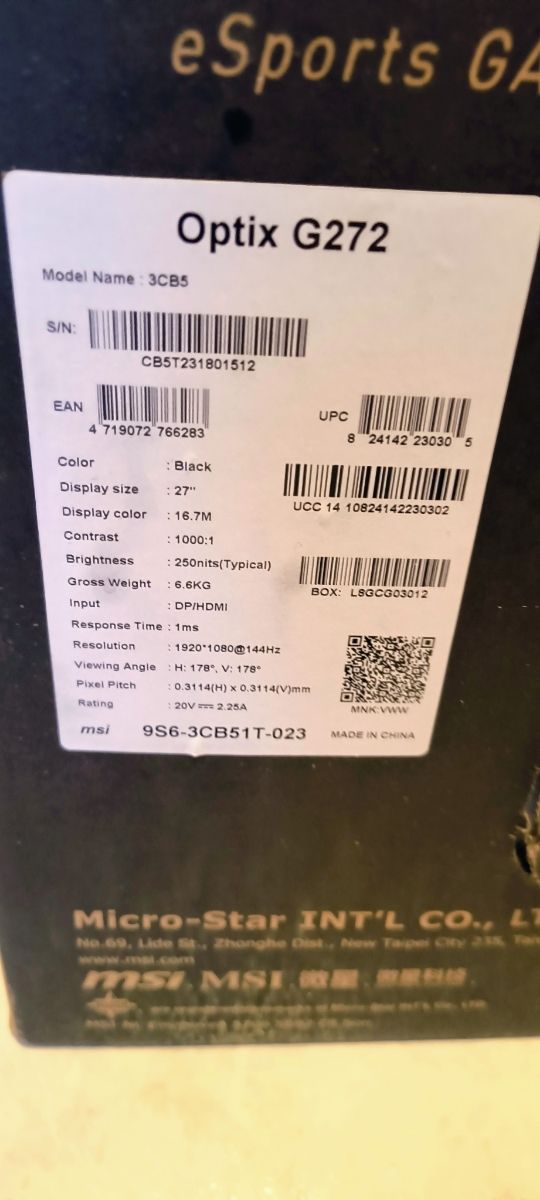 eSports GA
Optix G272
Model Name : 3CB5
S/N:
CB5T231801512
EAN
4 719072 766283
UPC
8 24142 23030 5
Color : Black
Display size : 27"
UCC 14 10824142230302
Display color : 16.7M
Contrast : 1000:1
Brightness : 250nits(Typical)
Gross Weight : 6.6KG
BOX: L8GCG03012
Input : DP/HDMI
Response Time : 1ms
Resolution : 1920*1080@144Hz
Viewing Angle : H: 178°, V: 178°
Pixel Pitch : 0.3114(H) x 0.3114(V)mm
Rating : 20V ⎓ 2.25A
MNK:VWW
msi 9S6-3CB51T-023 MADE IN CHINA
Micro-Star INT'L CO., LT
No.69, Lide St., Zhonghe Dist., New Taipei City 235, Tai
www.msi.com
msi MSI 微星 微星科技